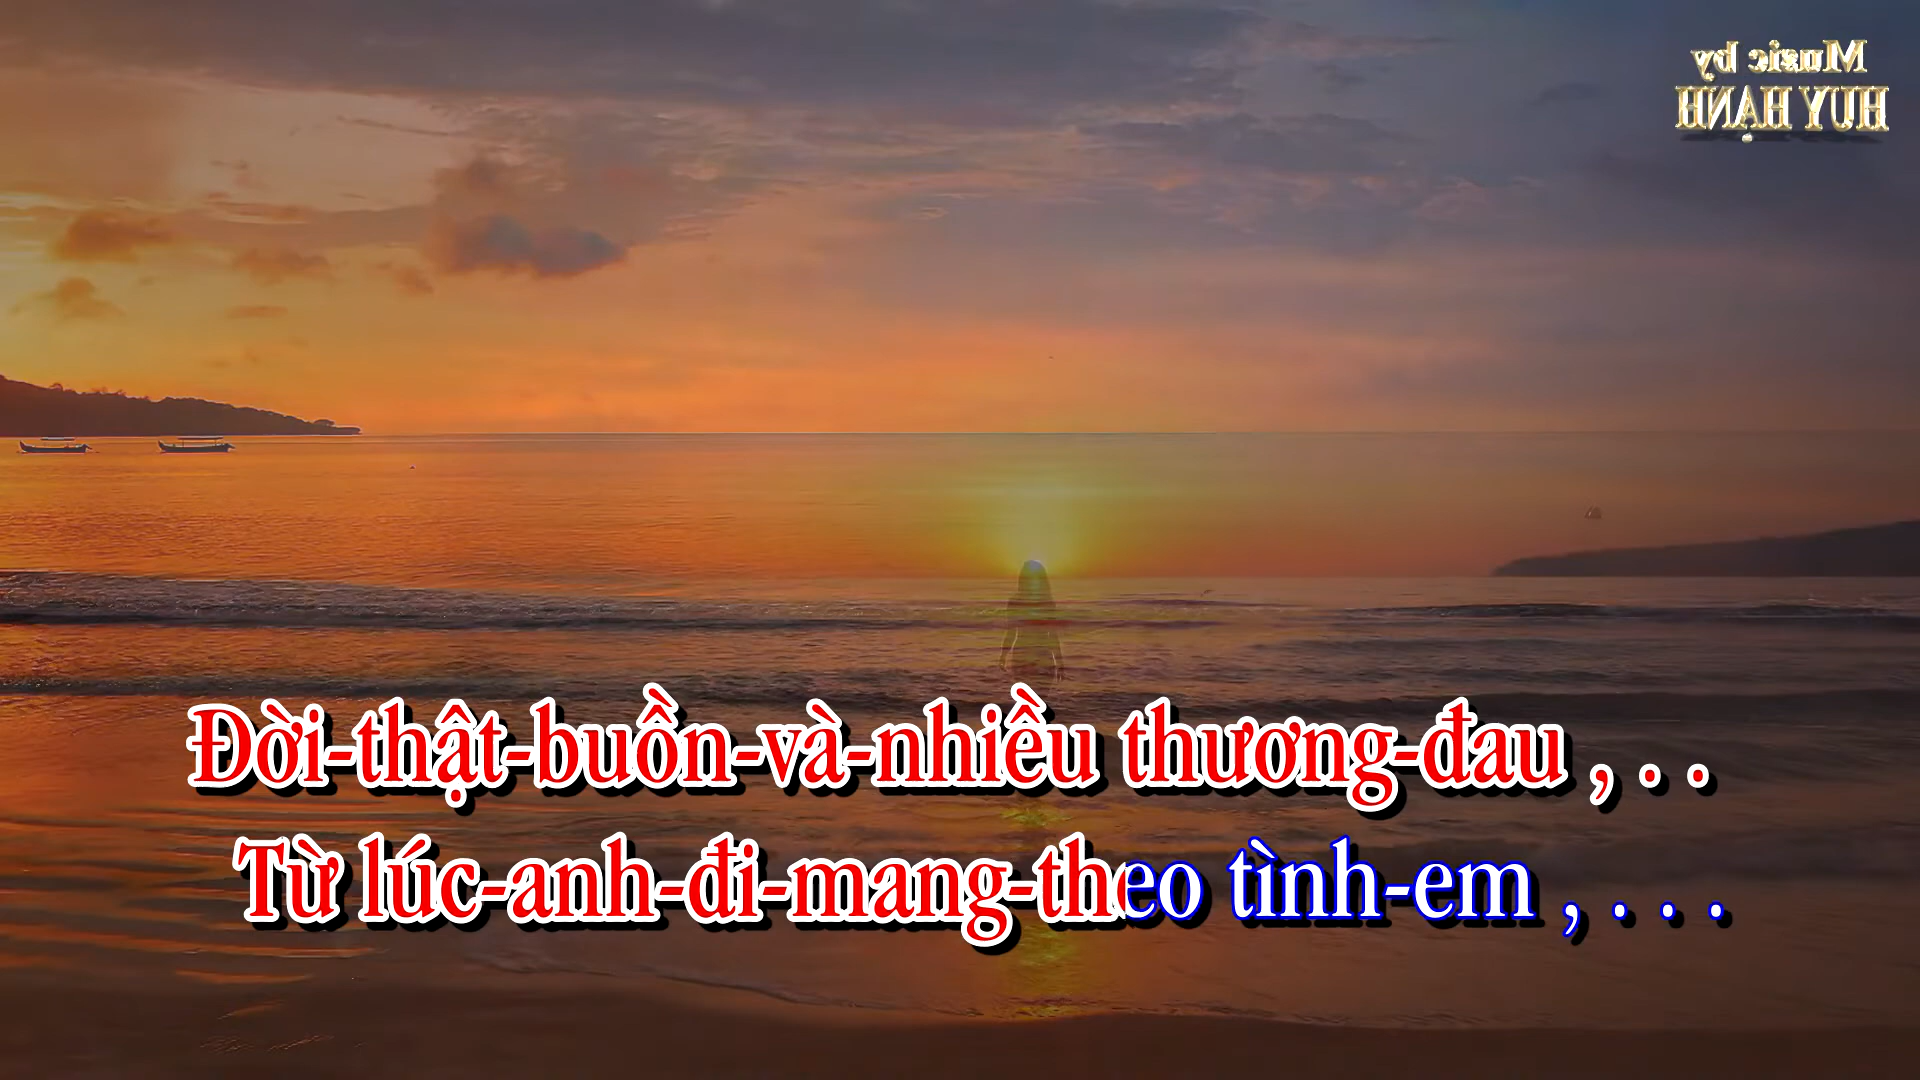 Music by
HUY HẠNH
Đời-thật-buồn-và-nhiều thương-đau , . .
Từ lúc-anh-đi-mang-theo tình-em , . . .